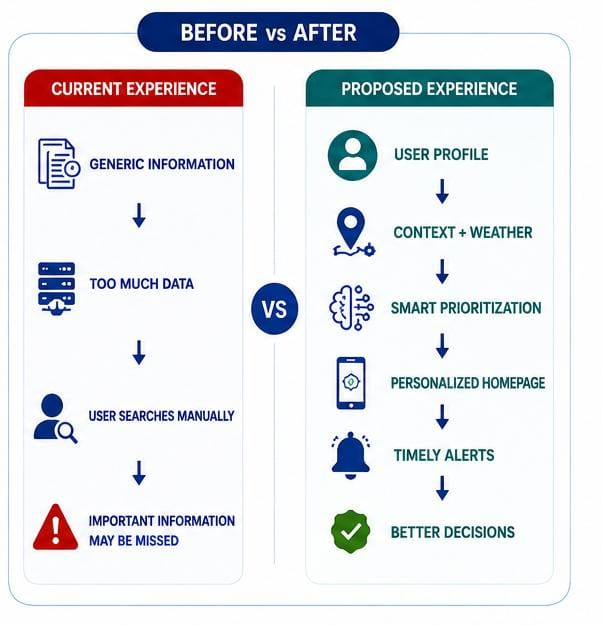 BEFORE vs AFTER
CURRENT EXPERIENCE
GENERIC INFORMATION
TOO MUCH DATA
USER SEARCHES MANUALLY
IMPORTANT INFORMATION
MAY BE MISSED
VS
PROPOSED EXPERIENCE
USER PROFILE
CONTEXT + WEATHER
SMART PRIORITIZATION
PERSONALIZED HOMEPAGE
TIMELY ALERTS
BETTER DECISIONS